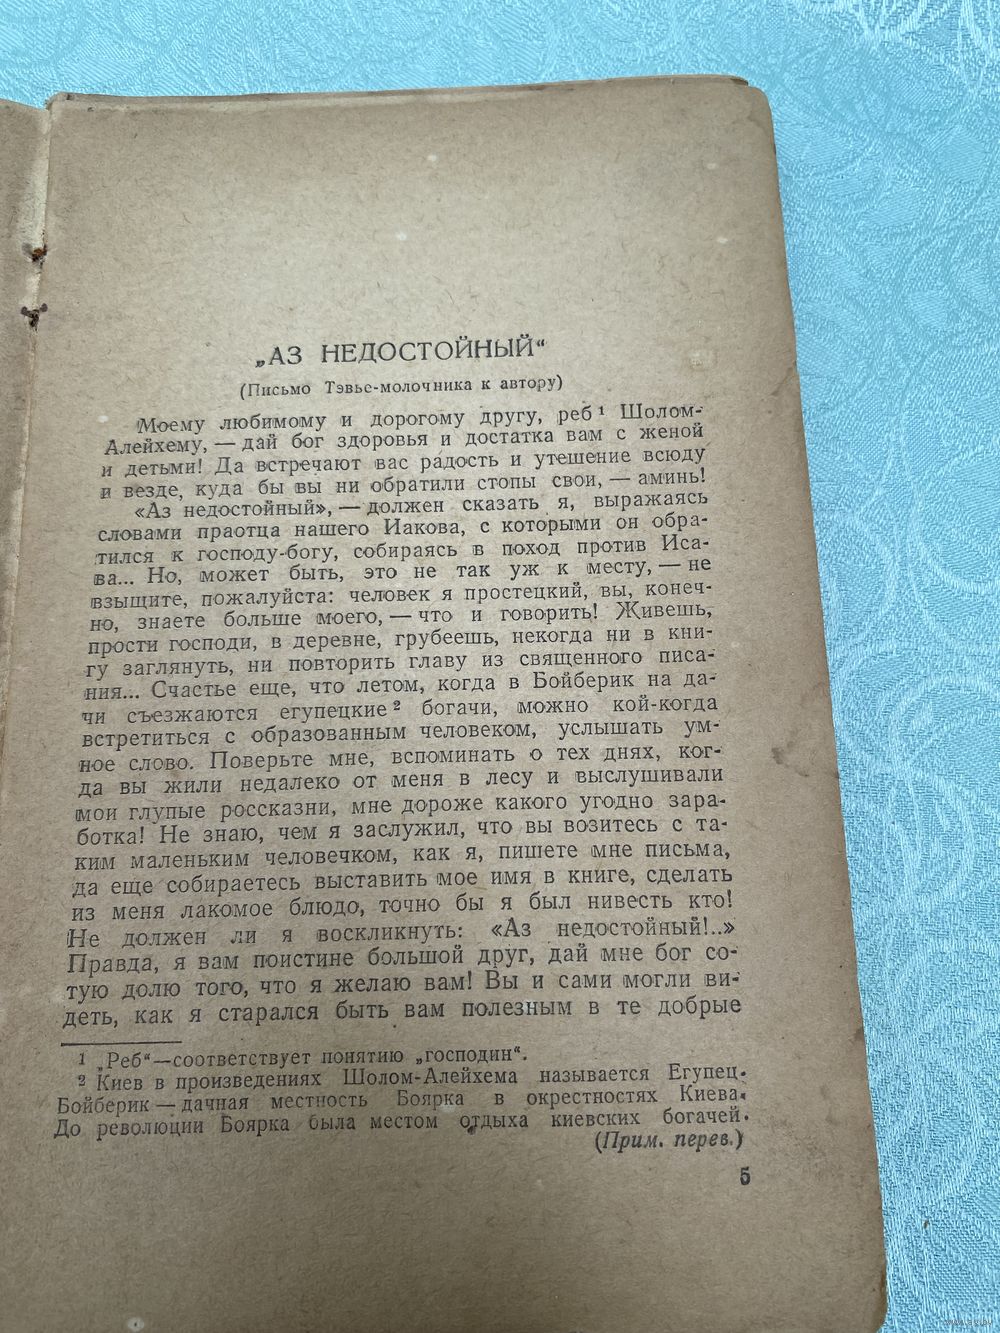 „АЗ НЕДОСТОЙНЫЙ“
(Письмо Тэвье-молочника к автору)
Моему любимому и дорогому другу, реб¹ Шолом-
Алейхему, — дай бог здоровья и достатка вам с женой
и детьми! Да встречают вас радость и утешение всюду
и везде, куда бы вы ни обратили стопы свои, — аминь!
«Аз недостойный», — должен сказать я, выражаясь
словами праотца нашего Иакова, с которыми он обра-
тился к господу-богу, собираясь в поход против Иса-
ва... Но, может быть, это не так уж к месту, — не
взыщите, пожалуйста: человек я простецкий, вы, конеч-
но, знаете больше моего, — что и говорить! Живешь,
прости господи, в деревне, грубеешь, некогда ни в кни-
гу заглянуть, ни повторить главу из священного писа-
ния... Счастье еще, что летом, когда в Бойберик на да-
чи съезжаются егупецкие² богачи, можно кой-когда
встретиться с образованным человеком, услышать ум-
ное слово. Поверьте мне, вспоминать о тех днях, ког-
да вы жили недалеко от меня в лесу и выслушивали
мои глупые россказни, мне дороже какого угодно зара-
ботка! Не знаю, чем я заслужил, что вы возитесь с та-
ким маленьким человечком, как я, пишете мне письма,
да еще собираетесь выставить мое имя в книге, сделать
из меня лакомое блюдо, точно бы я был нивесть кто!
Не должен ли я воскликнуть: «Аз недостойный!..»
Правда, я вам поистине большой друг, дай мне бог со-
тую долю того, что я желаю вам! Вы и сами могли ви-
деть, как я старался быть вам полезным в те добрые
¹ „Реб“—соответствует понятию „господин“.
² Киев в произведениях Шолом-Алейхема называется Егупец.
Бойберик — дачная местность Боярка в окрестностях Киева.
До революции Боярка была местом отдыха киевских богачей.
(Прим. перев.)
5